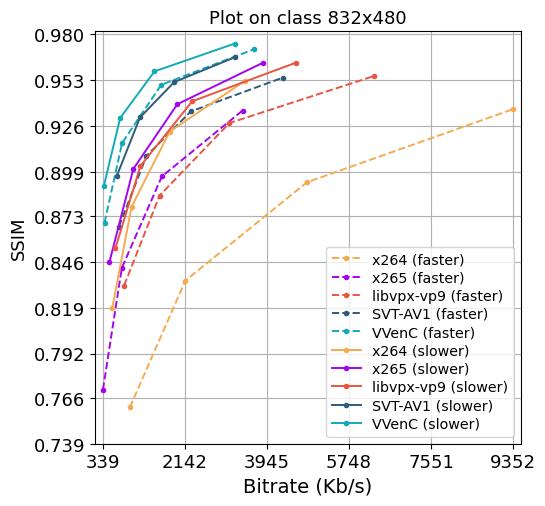 Plot on class 832x480
SSIM
0.980
0.953
0.926
0.899
0.873
0.846
0.819
0.792
0.766
0.739
x264 (faster)
x265 (faster)
libvpx-vp9 (faster)
SVT-AV1 (faster)
VVenC (faster)
x264 (slower)
x265 (slower)
libvpx-vp9 (slower)
SVT-AV1 (slower)
VVenC (slower)
339 2142 3945 5748 7551 9352
Bitrate (Kb/s)